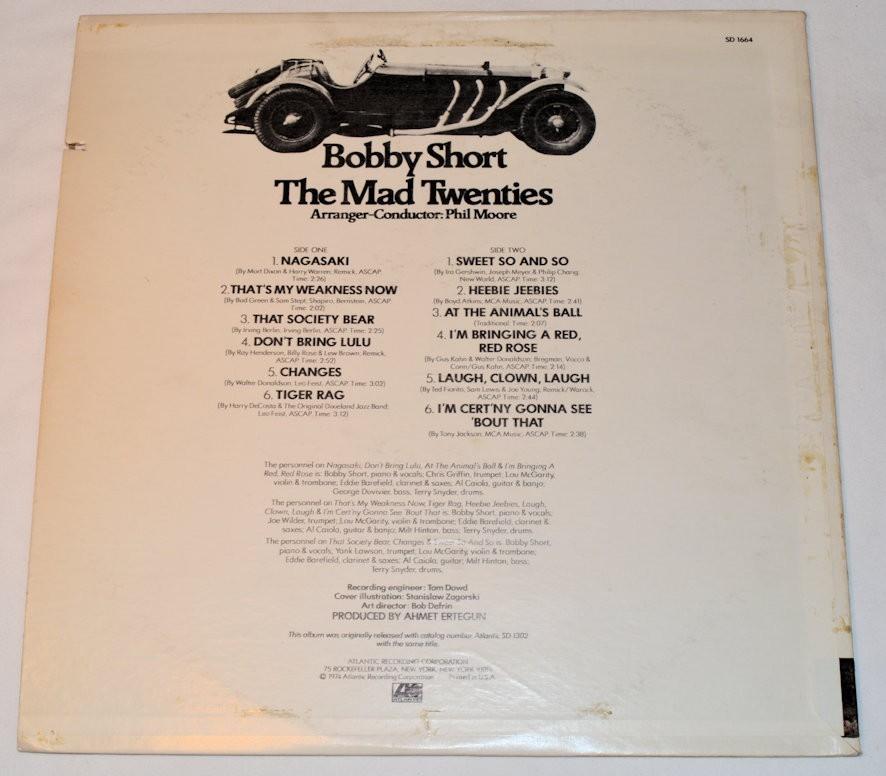 SD 1664
Bobby Short
The Mad Twenties
Arranger-Conductor: Phil Moore
SIDE ONE
1. NAGASAKI
(By Mort Dixon & Harry Warren; Remick, ASCAP.
Time: 2:26)
2. THAT'S MY WEAKNESS NOW
(By Bud Green & Sam Stept; Shapiro, Bernstein, ASCAP.
Time: 2:02)
3. THAT SOCIETY BEAR
(By Irving Berlin; Irving Berlin, ASCAP. Time: 2:25)
4. DON'T BRING LULU
(By Ray Henderson, Billy Rose & Lew Brown; Remick,
ASCAP. Time: 2:52)
5. CHANGES
(By Walter Donaldson; Leo Feist, ASCAP. Time: 3:02)
6. TIGER RAG
(By Harry DeCosta & The Original Dixieland Jazz Band;
Leo Feist, ASCAP. Time: 3:12)
SIDE TWO
1. SWEET SO AND SO
(By Ira Gershwin, Joseph Meyer & Philip Charig;
New World, ASCAP. Time: 3:12)
2. HEEBIE JEEBIES
(By Boyd Atkins; MCA Music, ASCAP. Time: 2:41)
3. AT THE ANIMAL'S BALL
(Traditional; Time: 2:07)
4. I'M BRINGING A RED,
RED ROSE
(By Gus Kahn & Walter Donaldson; Bregman, Vocco &
Conn/Gus Kahn, ASCAP. Time: 2:14)
5. LAUGH, CLOWN, LAUGH
(By Ted Fiorito, Sam Lewis & Joe Young; Remick/Warock,
ASCAP. Time: 2:44)
6. I'M CERT'NY GONNA SEE
'BOUT THAT
(By Tony Jackson; MCA Music, ASCAP. Time: 2:38)
The personnel on Nagasaki, Don't Bring Lulu, At The Animal's Ball & I'm Bringing A
Red, Red Rose is: Bobby Short, piano & vocals; Chris Griffin, trumpet; Lou McGarity,
violin & trombone; Eddie Barefield, clarinet & saxes; Al Caiola, guitar & banjo;
George Duvivier, bass; Terry Snyder, drums.
The personnel on That's My Weakness Now, Tiger Rag, Heebie Jeebies, Laugh,
Clown, Laugh & I'm Cert'ny Gonna See 'Bout That is: Bobby Short, piano & vocals;
Joe Wilder, trumpet; Lou McGarity, violin & trombone; Eddie Barefield, clarinet &
saxes; Al Caiola, guitar & banjo; Milt Hinton, bass; Terry Snyder, drums.
The personnel on That Society Bear, Changes & Sweet So And So is: Bobby Short,
piano & vocals; Yank Lawson, trumpet; Lou McGarity, violin & trombone;
Eddie Barefield, clarinet & saxes; Al Caiola, guitar; Milt Hinton, bass;
Terry Snyder, drums.
Recording engineer: Tom Dowd
Cover illustration: Stanislaw Zagorski
Art director: Bob Defrin
PRODUCED BY AHMET ERTEGUN
This album was originally released with catalog number Atlantic SD-1302
with the same title.
ATLANTIC RECORDING CORPORATION
75 ROCKEFELLER PLAZA, NEW YORK, NEW YORK
© 1974 Atlantic Recording Corporation Printed in U.S.A.
ATLANTIC